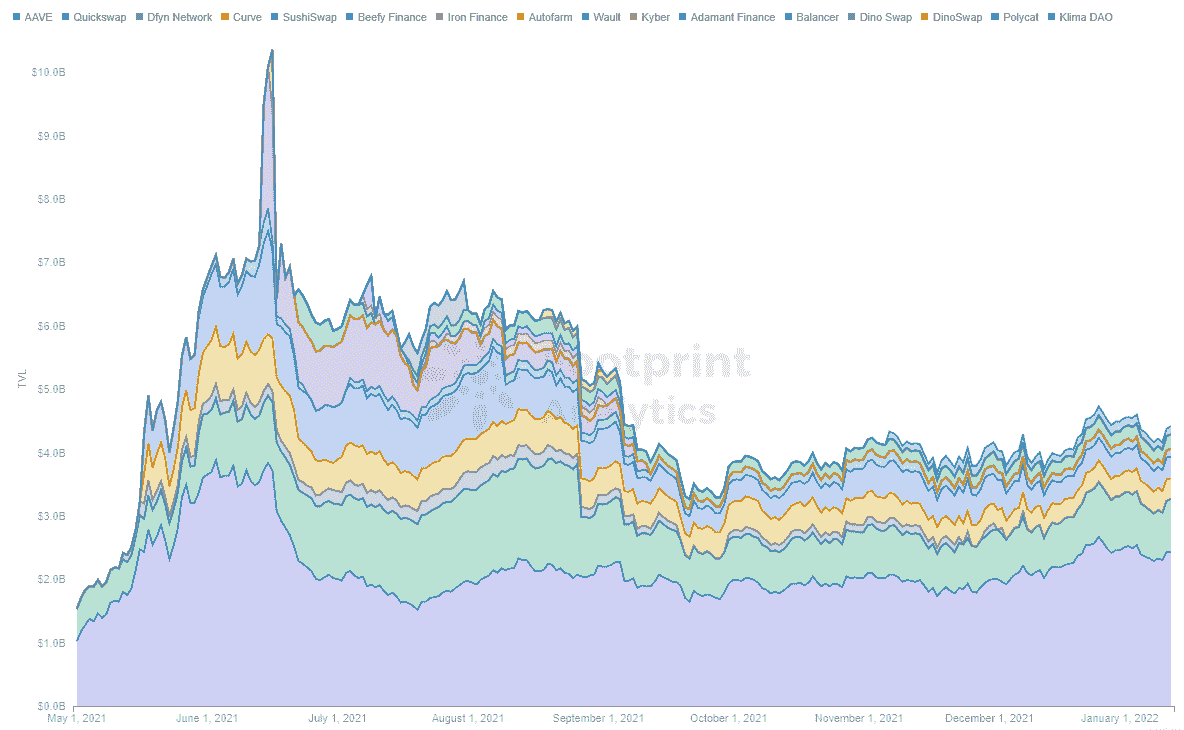 AAVE Quickswap Dfyn Network Curve SushiSwap Beefy Finance Iron Finance Autofarm Wault Kyber Adamant Finance Balancer Dino Swap DinoSwap Polycat Klima DAO
$10.0B
$9.0B
$8.0B
$7.0B
$6.0B
$5.0B
$4.0B
$3.0B
$2.0B
$1.0B
$0.0B
TVL
ootprint
Analytics
May 1, 2021 June 1, 2021 July 1, 2021 August 1, 2021 September 1, 2021 October 1, 2021 November 1, 2021 December 1, 2021 January 1, 2022